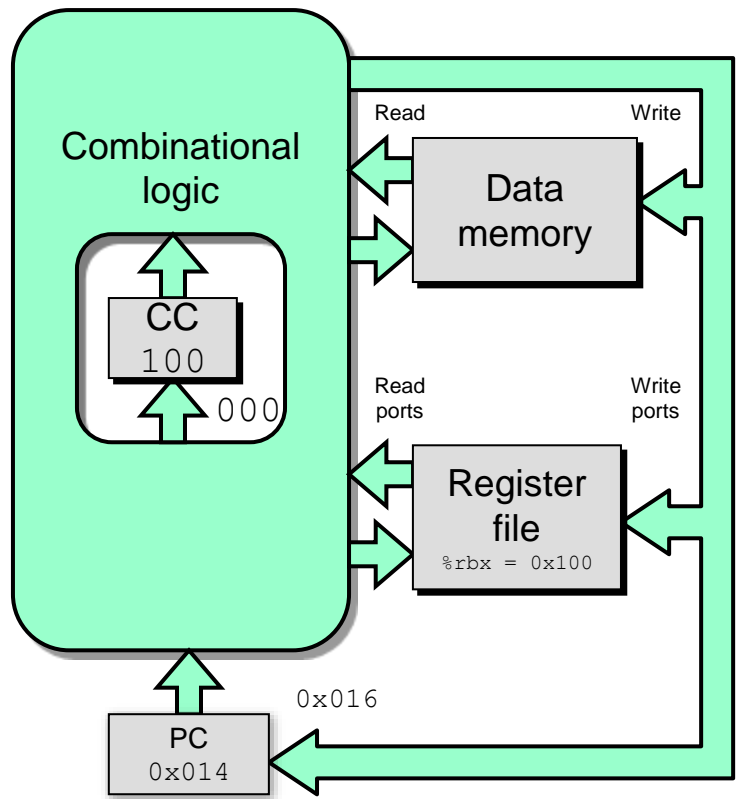 Combinational
logic
CC
100
000
Read
Write
Data
memory
Read
ports
Write
ports
Register
file
%rbx = 0x100
0x016
PC
0x014